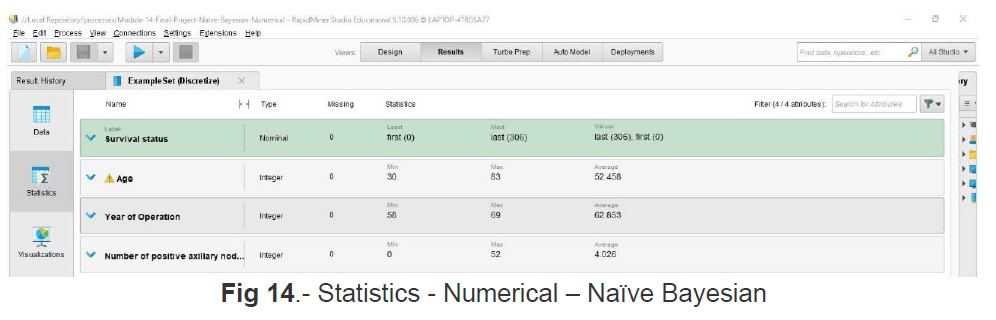 //Local Repository/processes/Module-14-Final-Project-Naive-Bayesian-Numerical – RapidMiner Studio Educational 9.10.006 @ LAPTOP-4TRGSA77
File Edit Process View Connections Settings Extensions Help
Views: Design Results Turbo Prep Auto Model Deployments Find data, operators...etc All Studio
Result History ExampleSet (Discretize) ry
Name Type Missing Statistics Filter (4 / 4 attributes): Search for Attributes
Data
Label Least Most Values
Survival status Nominal 0 first (0) last (306) last (306), first (0)
Min Max Average
Age Integer 0 30 83 52.458
Statistics
Min Max Average
Year of Operation Integer 0 58 69 62.853
Min Max Average
Visualizations Number of positive axillary nod... Integer 0 0 52 4.026
Fig 14.- Statistics - Numerical – Naïve Bayesian